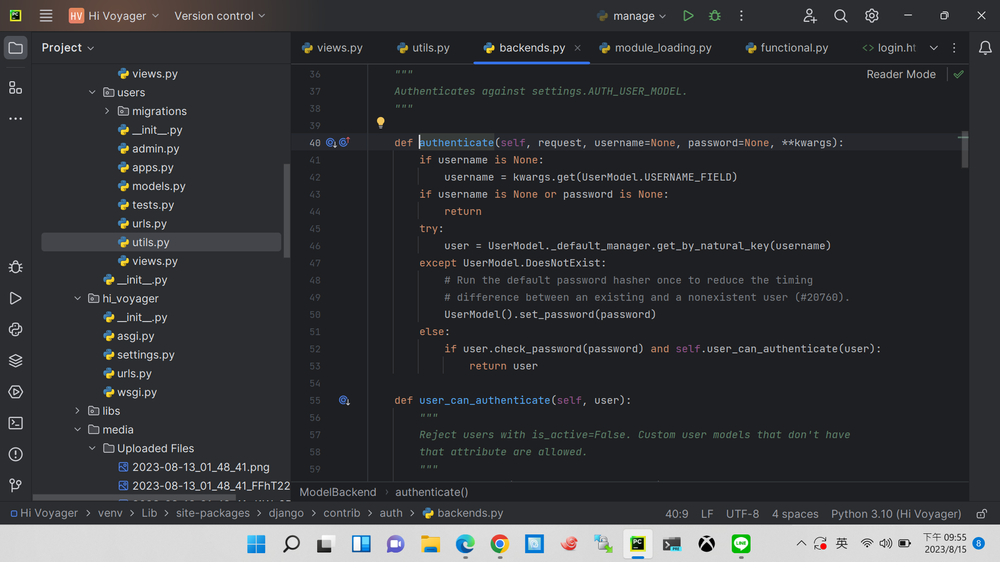 PC
HV Hi Voyager
Version control
manage
Project
views.py
users
migrations
__init__.py
admin.py
apps.py
models.py
tests.py
urls.py
utils.py
views.py
__init__.py
hi_voyager
__init__.py
asgi.py
settings.py
urls.py
wsgi.py
libs
media
Uploaded Files
2023-08-13_01_48_41.png
2023-08-13_01_48_41_FFhT22
views.py utils.py backends.py module_loading.py functional.py <> login.ht
Reader Mode
36 """
37 Authenticates against settings.AUTH_USER_MODEL.
38 """
39
40 def authenticate(self, request, username=None, password=None, **kwargs):
41 if username is None:
42 username = kwargs.get(UserModel.USERNAME_FIELD)
43 if username is None or password is None:
44 return
45 try:
46 user = UserModel._default_manager.get_by_natural_key(username)
47 except UserModel.DoesNotExist:
48 # Run the default password hasher once to reduce the timing
49 # difference between an existing and a nonexistent user (#20760).
50 UserModel().set_password(password)
51 else:
52 if user.check_password(password) and self.user_can_authenticate(user):
53 return user
54
55 def user_can_authenticate(self, user):
56 """
57 Reject users with is_active=False. Custom user models that don't have
58 that attribute are allowed.
59 """
ModelBackend › authenticate()
Hi Voyager > venv > Lib > site-packages > django > contrib > auth > backends.py
40:9 LF UTF-8 4 spaces Python 3.10 (Hi Voyager)
PC
PRE
LINE
英
下午 09:55
2023/8/15
8